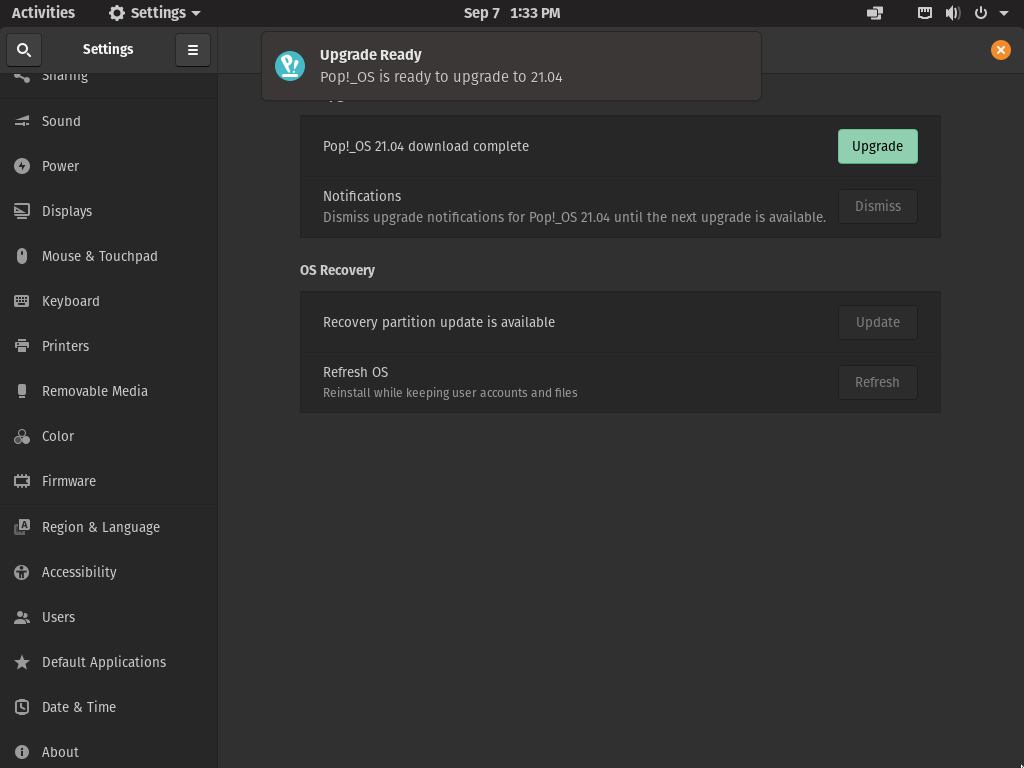 Activities
Settings
Sep 7 1:33 PM
Settings
Upgrade Ready
Pop!_OS is ready to upgrade to 21.04
Sharing
Sound
Power
Displays
Mouse & Touchpad
Keyboard
Printers
Removable Media
Color
Firmware
Region & Language
Accessibility
Users
Default Applications
Date & Time
About
Pop!_OS 21.04 download complete
Upgrade
Notifications
Dismiss upgrade notifications for Pop!_OS 21.04 until the next upgrade is available.
Dismiss
OS Recovery
Recovery partition update is available
Update
Refresh OS
Reinstall while keeping user accounts and files
Refresh